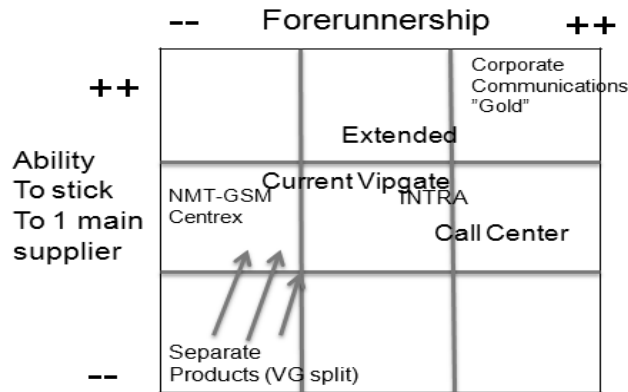 -- Forerunnership ++
++
Corporate
Communications
"Gold"
Extended
Ability
To stick
To 1 main
supplier
Current Vipgate
NMT-GSM
Centrex
INTRA
Call Center
Separate
Products (VG split)
--